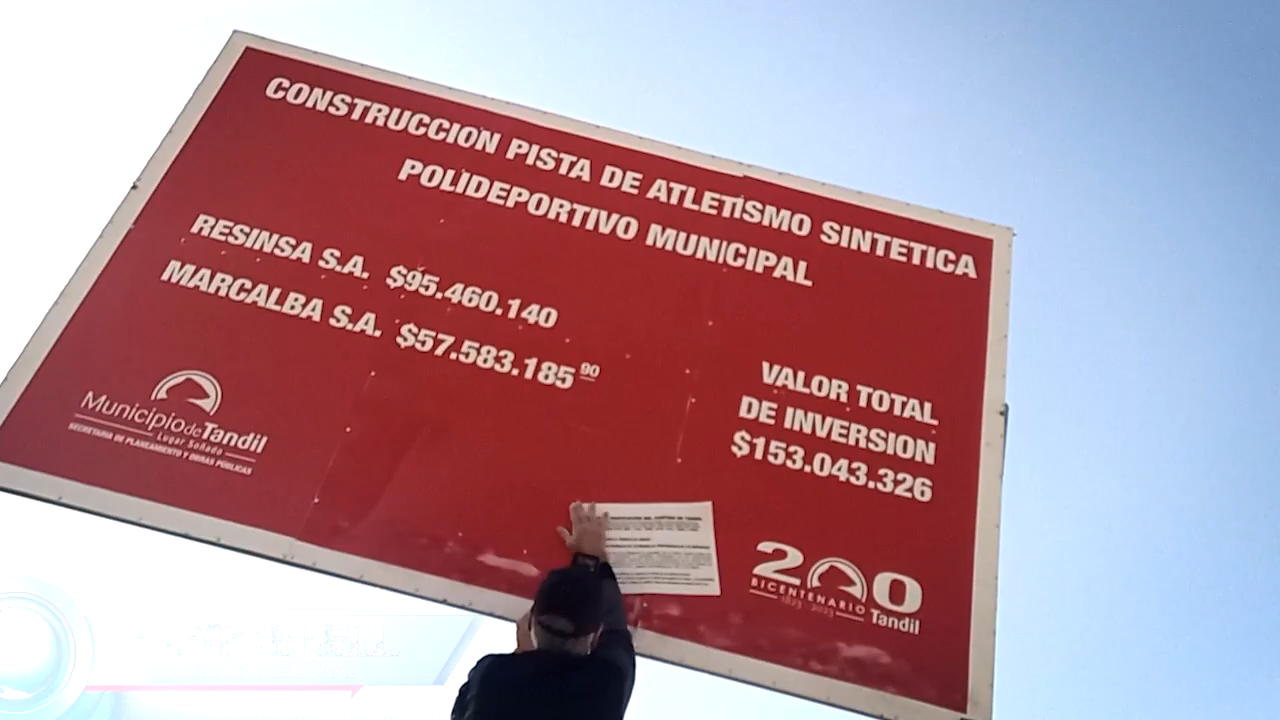 CONSTRUCCION PISTA DE ATLETISMO SINTETICA
POLIDEPORTIVO MUNICIPAL
RESINSA S.A. $95.460.140
MARCALBA S.A. $57.583.185 90
VALOR TOTAL
DE INVERSION
$153.043.326
Municipio de Tandil
Lugar Soñado
SECRETARIA DE PLANEAMIENTO Y OBRAS PÚBLICAS
200
BICENTENARIO
1823 2023
Tandil